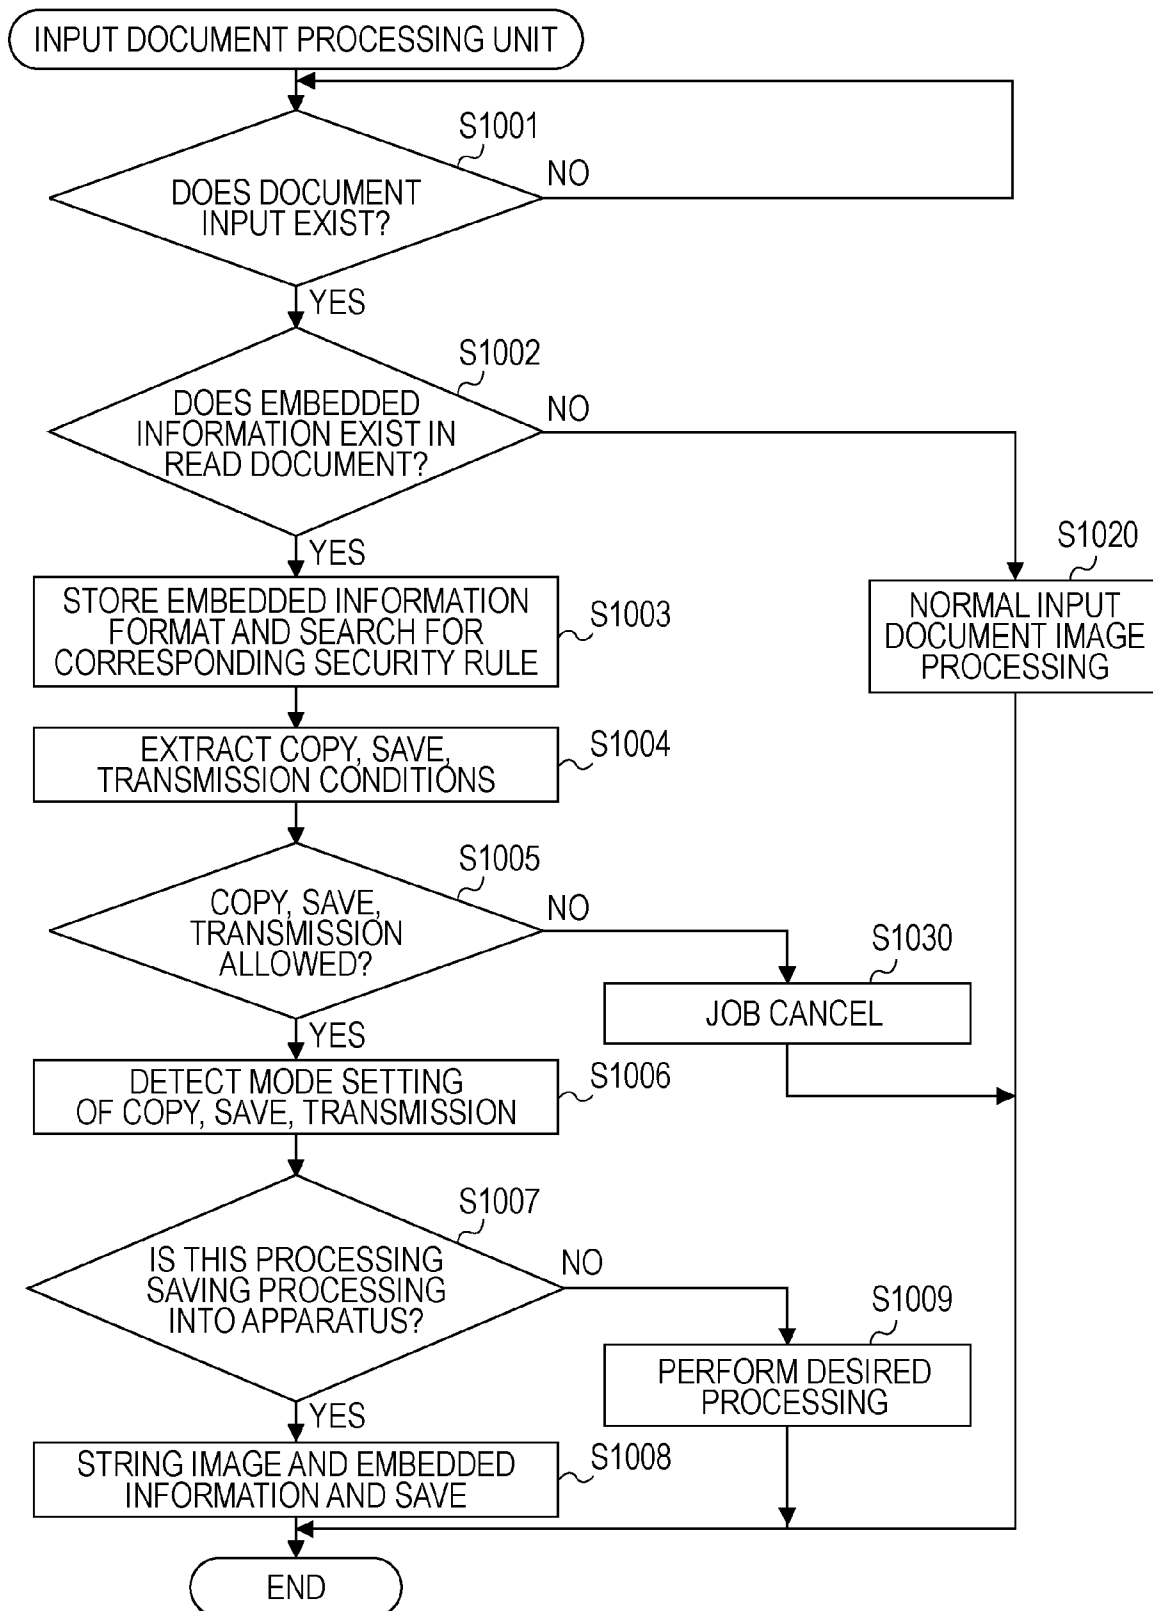 INPUT DOCUMENT PROCESSING UNIT
S1001
DOES DOCUMENT
INPUT EXIST?
NO
YES
S1002
DOES EMBEDDED
INFORMATION EXIST IN
READ DOCUMENT?
NO
YES
S1003
STORE EMBEDDED INFORMATION
FORMAT AND SEARCH FOR
CORRESPONDING SECURITY RULE
S1020
NORMAL INPUT
DOCUMENT IMAGE
PROCESSING
S1004
EXTRACT COPY, SAVE,
TRANSMISSION CONDITIONS
S1005
COPY, SAVE,
TRANSMISSION
ALLOWED?
NO
S1030
JOB CANCEL
YES
S1006
DETECT MODE SETTING
OF COPY, SAVE, TRANSMISSION
S1007
IS THIS PROCESSING
SAVING PROCESSING
INTO APPARATUS?
NO
S1009
PERFORM DESIRED
PROCESSING
YES
S1008
STRING IMAGE AND EMBEDDED
INFORMATION AND SAVE
END